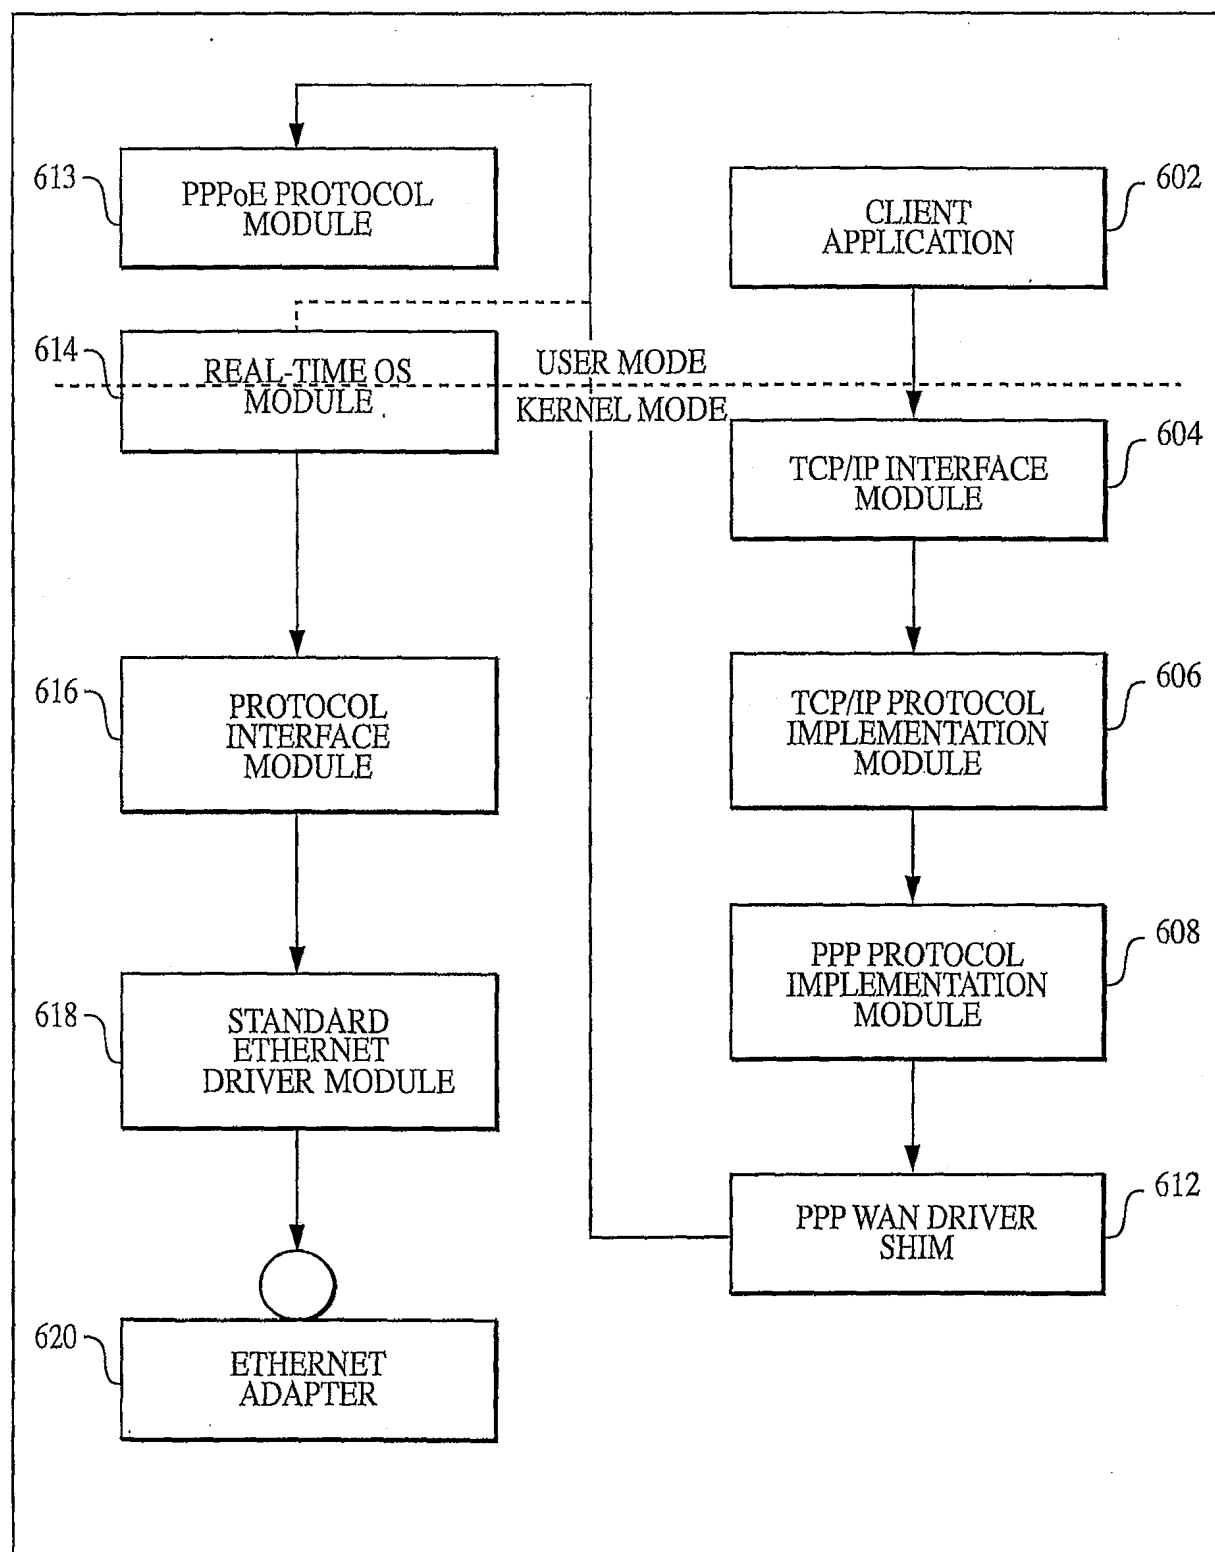 613
PPPoE PROTOCOL
MODULE
602
CLIENT
APPLICATION
614
REAL-TIME OS
MODULE
USER MODE
KERNEL MODE
604
TCP/IP INTERFACE
MODULE
616
PROTOCOL
INTERFACE
MODULE
606
TCP/IP PROTOCOL
IMPLEMENTATION
MODULE
608
PPP PROTOCOL
IMPLEMENTATION
MODULE
618
STANDARD
ETHERNET
DRIVER MODULE
612
PPP WAN DRIVER
SHIM
620
ETHERNET
ADAPTER